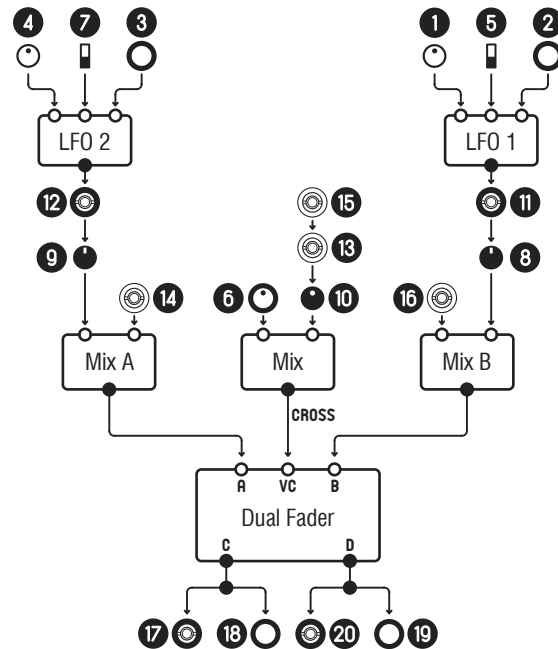 4 7 3 1 5 2
LFO 2 LFO 1
12 15 11
9 13 8
14 6 10 16
Mix A Mix Mix B
CROSS
A VC B
Dual Fader
C D
17 18 20 19